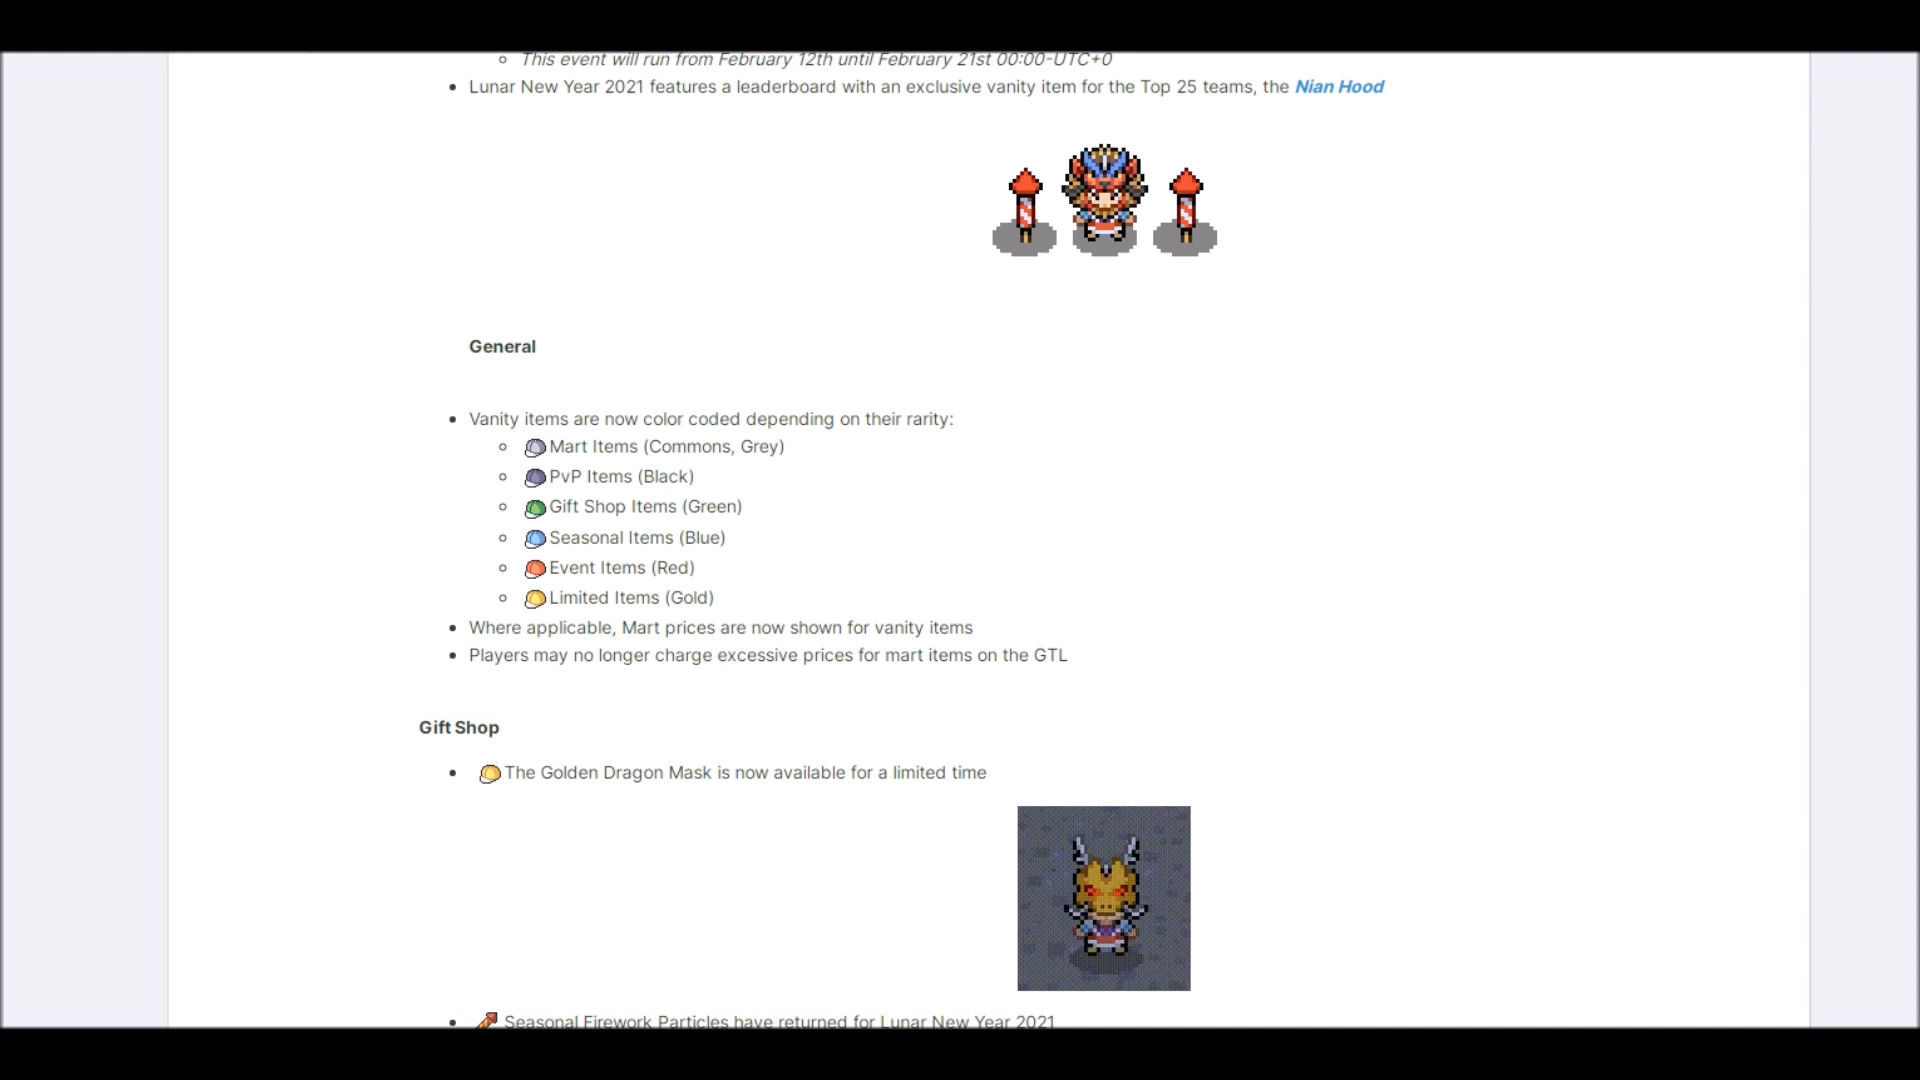 This event will run from February 12th until February 21st 00:00-UTC+0
Lunar New Year 2021 features a leaderboard with an exclusive vanity item for the Top 25 teams, the Nian Hood
General
Vanity items are now color coded depending on their rarity:
Mart Items (Commons, Grey)
PvP Items (Black)
Gift Shop Items (Green)
Seasonal Items (Blue)
Event Items (Red)
Limited Items (Gold)
Where applicable, Mart prices are now shown for vanity items
Players may no longer charge excessive prices for mart items on the GTL
Gift Shop
The Golden Dragon Mask is now available for a limited time
Seasonal Firework Particles have returned for Lunar New Year 2021